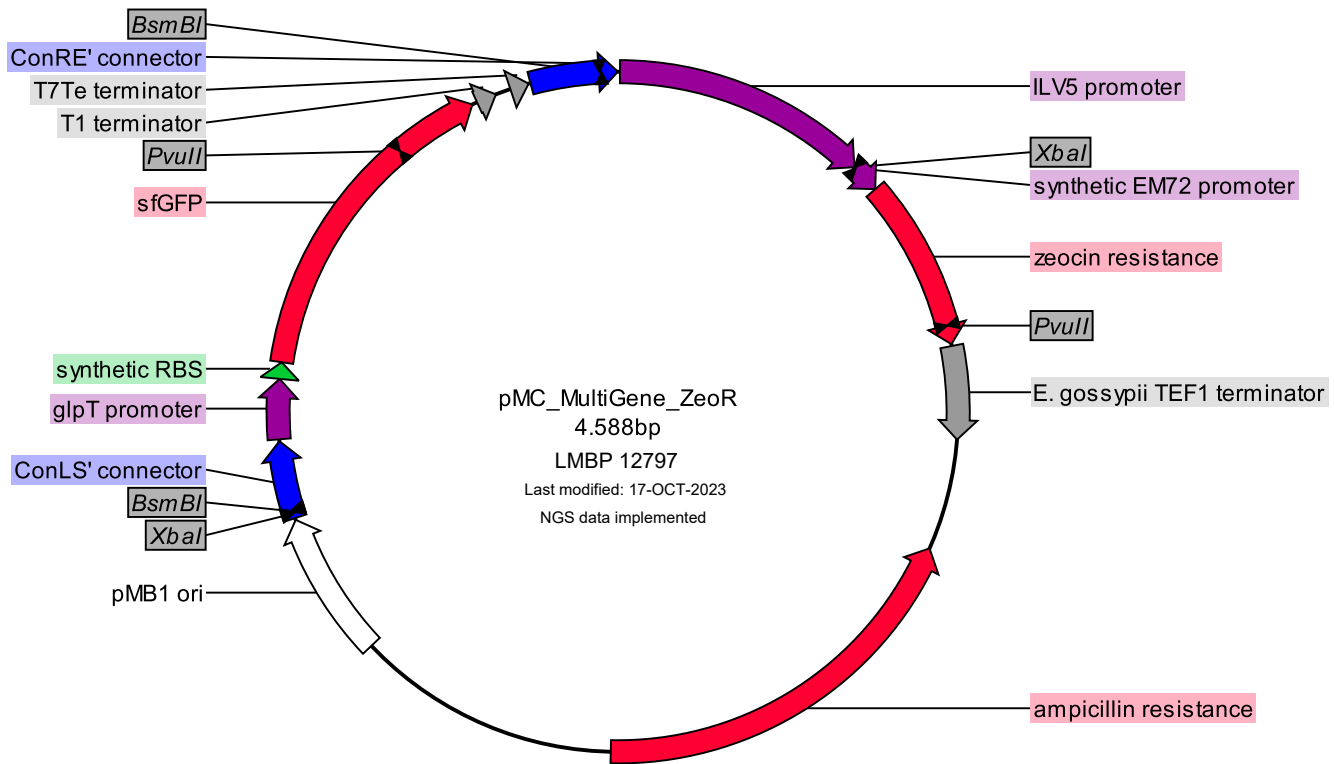 BsmBI
ConRE' connector
T7Te terminator
T1 terminator
PvuII
sfGFP
synthetic RBS
glpT promoter
ConLS' connector
BsmBI
XbaI
pMB1 ori
pMC_MultiGene_ZeoR
4.588bp
LMBP 12797
Last modified: 17-OCT-2023
NGS data implemented
ILV5 promoter
XbaI
synthetic EM72 promoter
zeocin resistance
PvuII
E. gossypii TEF1 terminator
ampicillin resistance